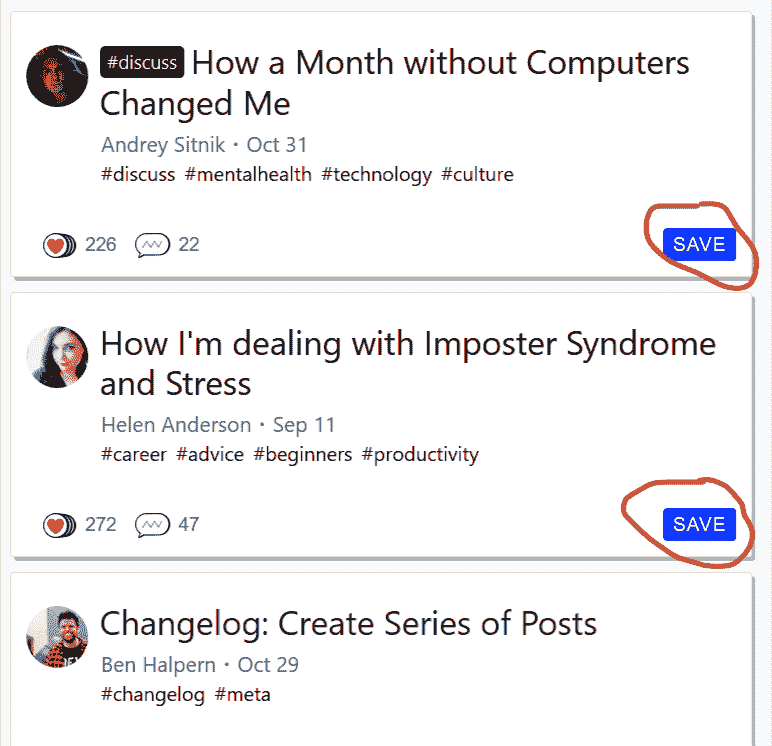 #discuss How a Month without Computers
Changed Me
Andrey Sitnik · Oct 31
#discuss #mentalhealth #technology #culture
226 22 SAVE
How I'm dealing with Imposter Syndrome
and Stress
Helen Anderson · Sep 11
#career #advice #beginners #productivity
272 47 SAVE
Changelog: Create Series of Posts
Ben Halpern · Oct 29
#changelog #meta